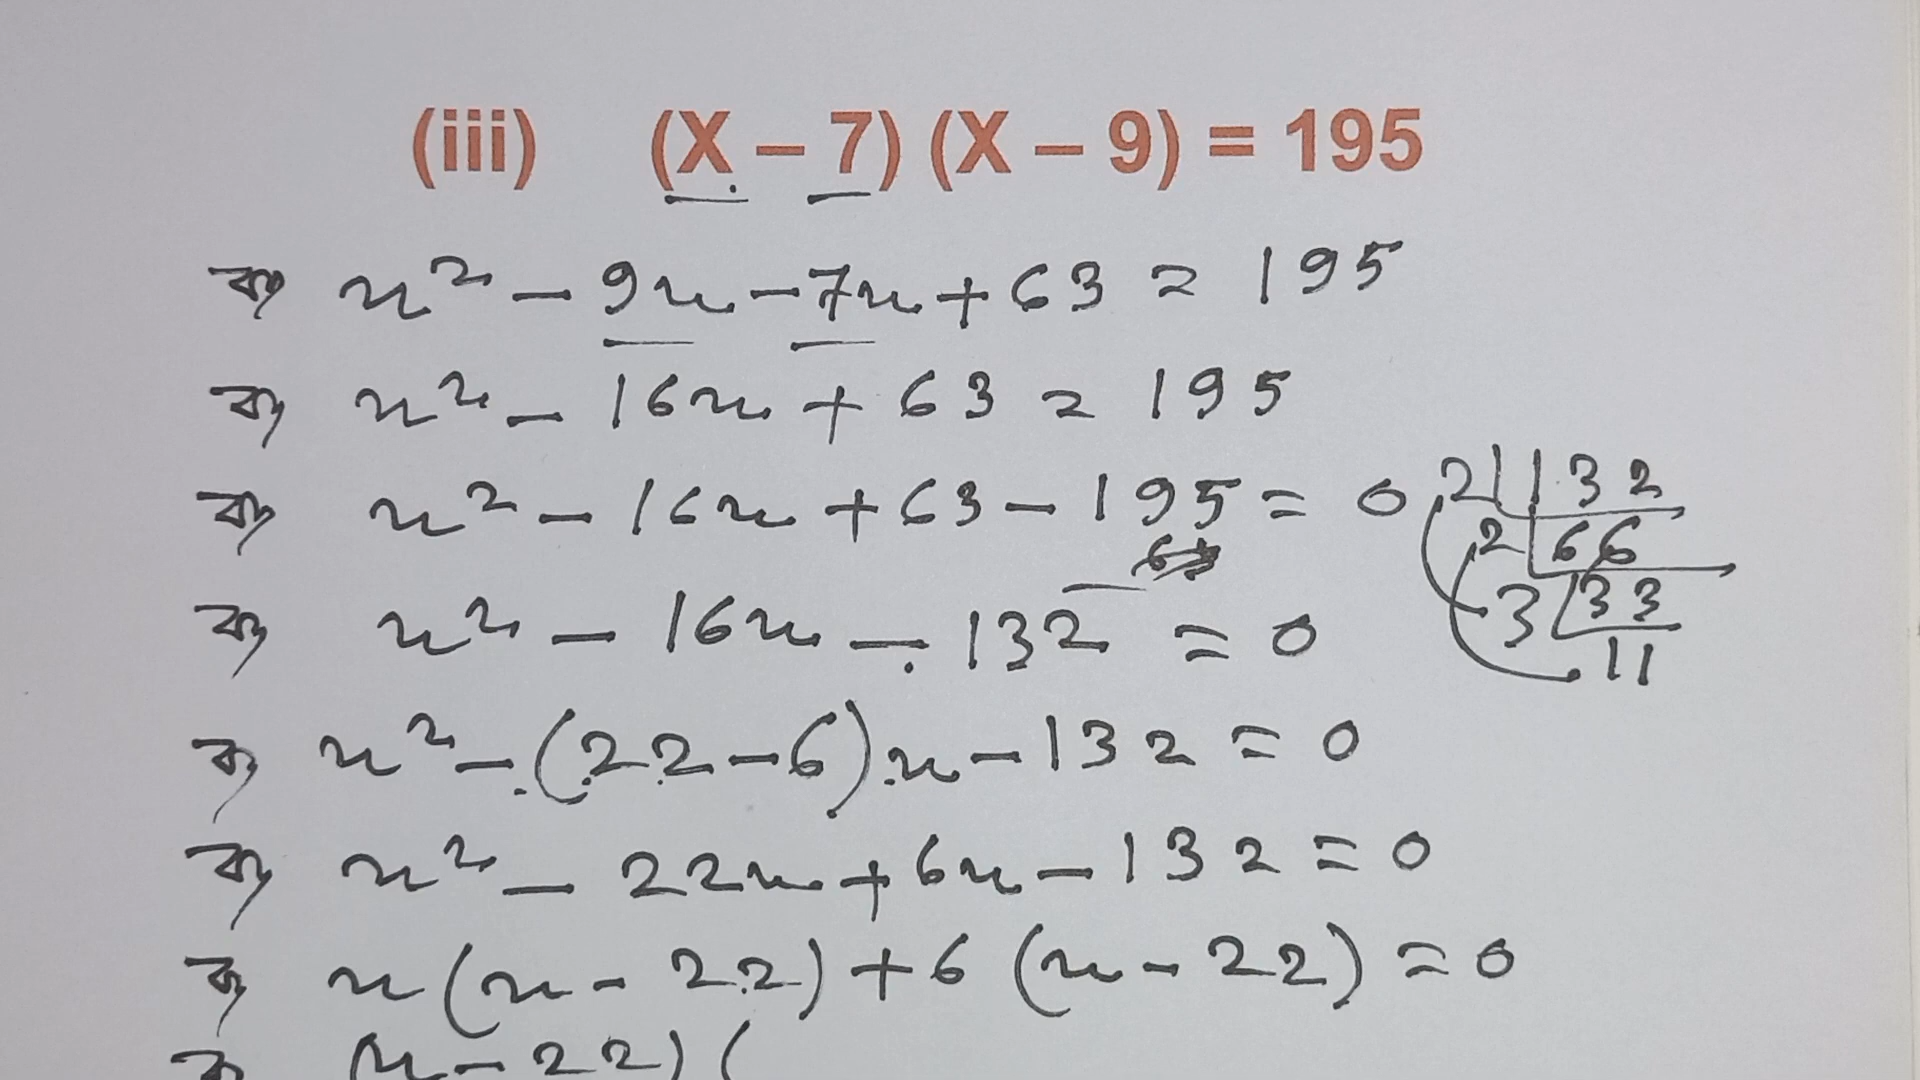 (iii) (X – 7) (X – 9) = 195
বা, x² – 9x – 7x + 63 = 195
বা, x² – 16x + 63 = 195
বা, x² – 16x + 63 – 195 = 0
বা, x² – 16x – 132 = 0
বা, x² – (22 – 6)x – 132 = 0
বা, x² – 22x + 6x – 132 = 0
বা, x(x – 22) + 6(x – 22) = 0
বা, (x – 22) (
2 | 132
2 | 66
3 | 33
11